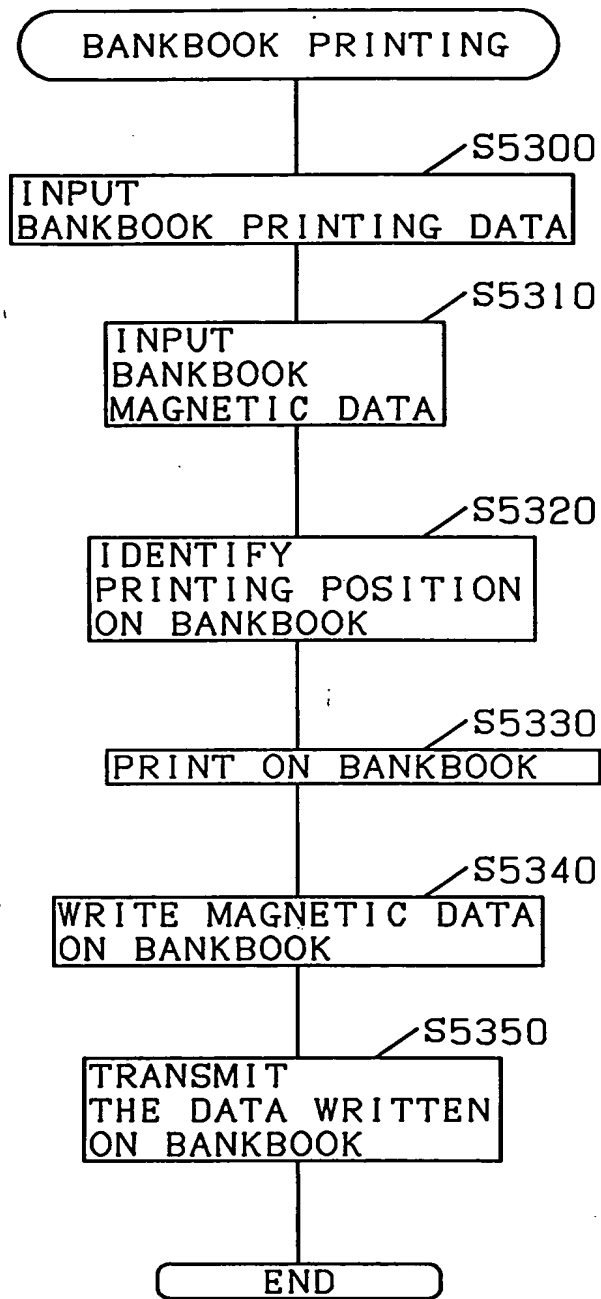 BANKBOOK PRINTING
S5300
INPUT
BANKBOOK PRINTING DATA
S5310
INPUT
BANKBOOK
MAGNETIC DATA
S5320
IDENTIFY
PRINTING POSITION
ON BANKBOOK
S5330
PRINT ON BANKBOOK
S5340
WRITE MAGNETIC DATA
ON BANKBOOK
S5350
TRANSMIT
THE DATA WRITTEN
ON BANKBOOK
END